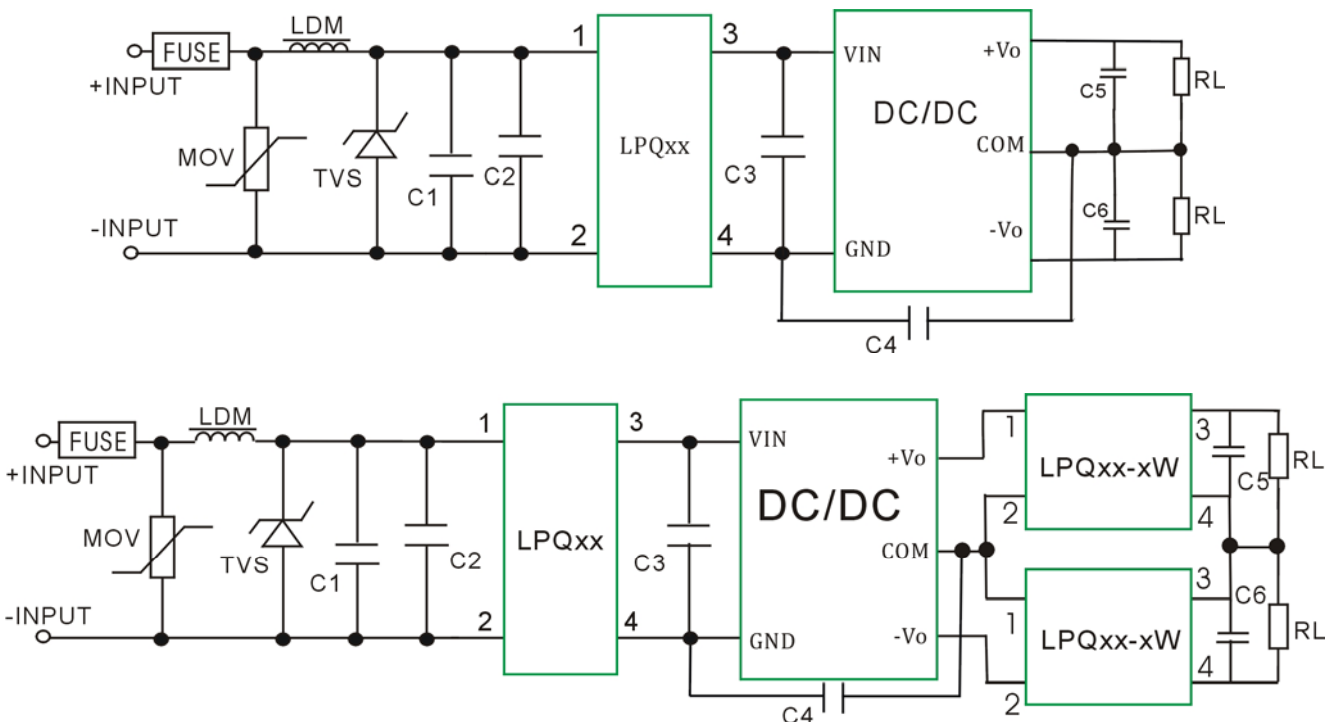 LDM
FUSE
+INPUT
MOV
TVS
C1
C2
-INPUT
1
2
LPQxx
3
4
C3
VIN
GND
DC/DC
+Vo
COM
-Vo
C4
C5
C6
RL
RL
LDM
FUSE
+INPUT
MOV
TVS
C1
C2
-INPUT
1
2
LPQxx
3
4
C3
VIN
GND
DC/DC
+Vo
COM
-Vo
C4
1
2
LPQxx-xW
3
4
C5
RL
1
2
LPQxx-xW
3
4
C6
RL